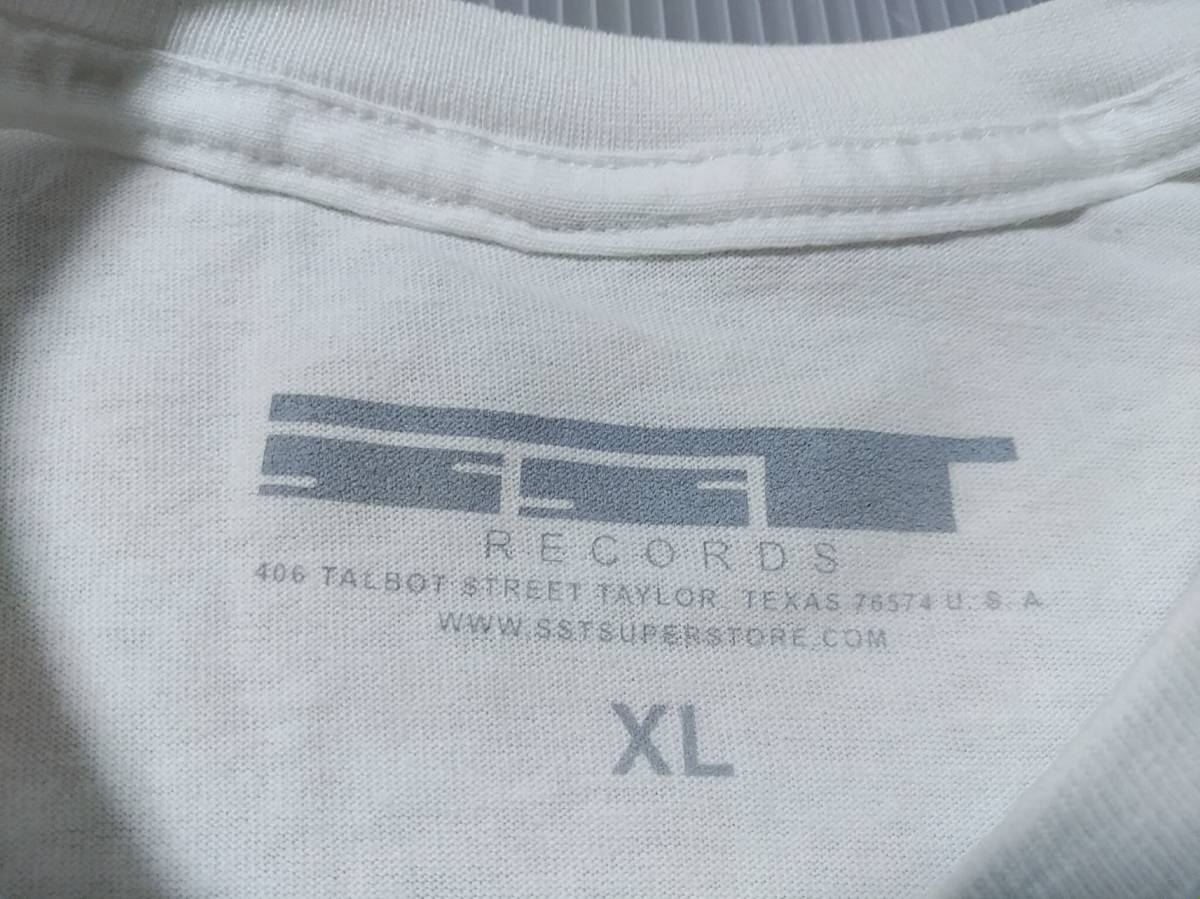 SST
RECORDS
406 TALBOT STREET TAYLOR TEXAS 76574 U.S.A
WWW.SSTSUPERSTORE.COM
XL